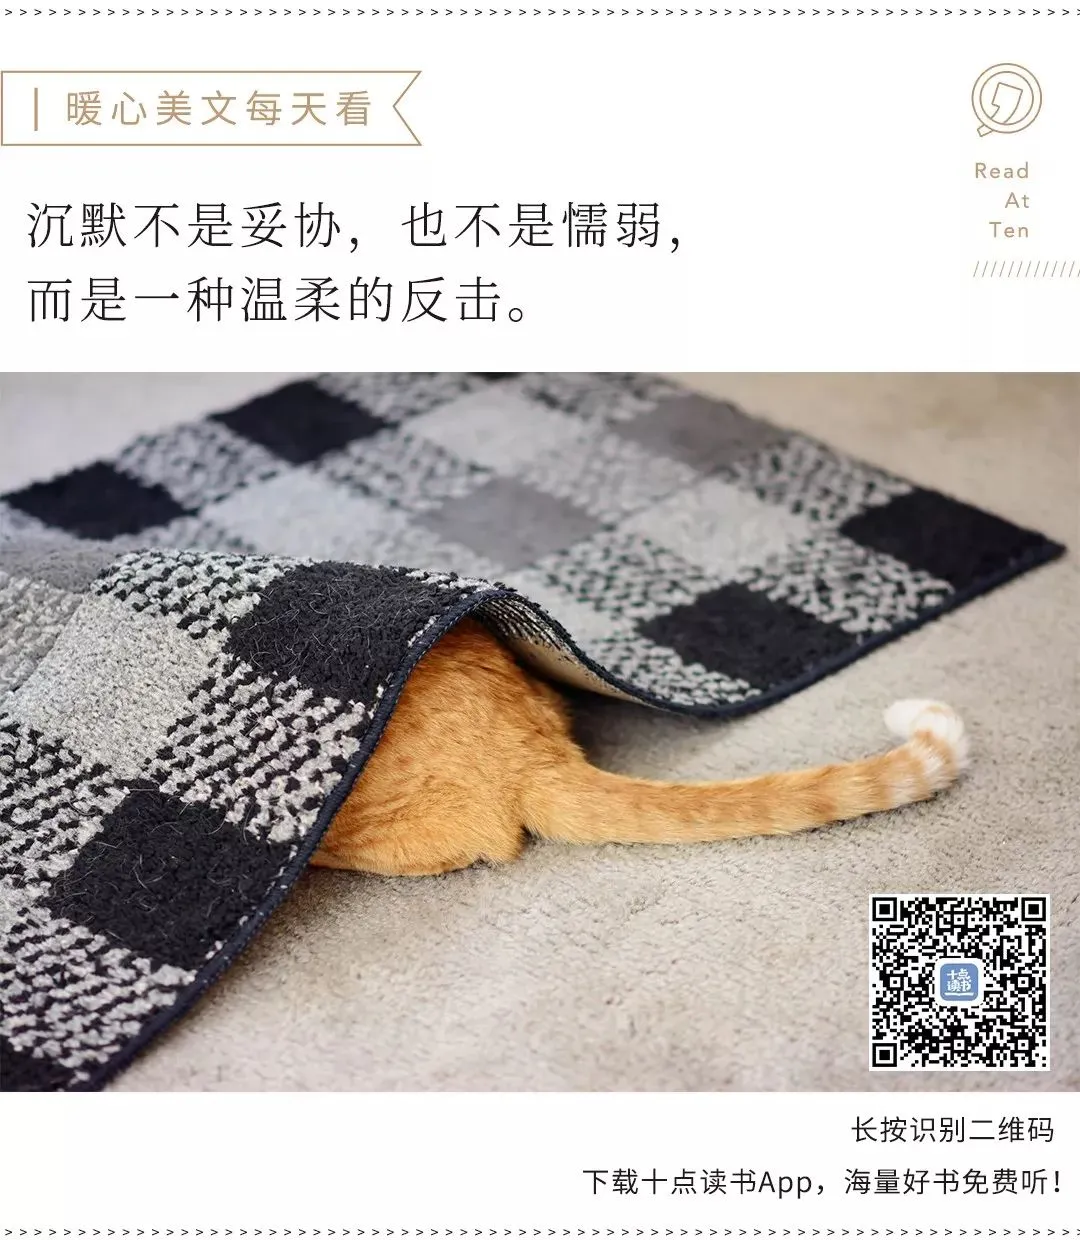 暖心美文每天看
Read
At
Ten
沉默不是妥协，也不是懦弱，
而是一种温柔的反击。
十点
读书
长按识别二维码
下载十点读书App，海量好书免费听！